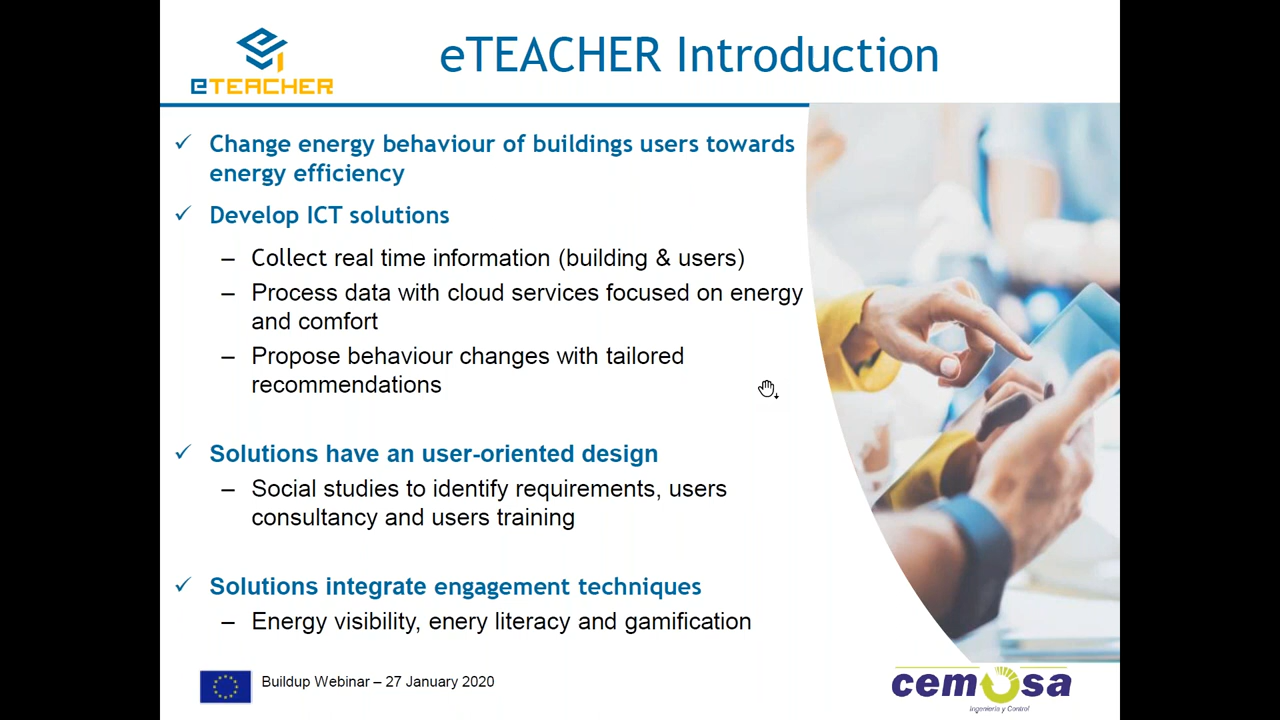 eTEACHER
eTEACHER Introduction
✓ Change energy behaviour of buildings users towards
energy efficiency
✓ Develop ICT solutions
– Collect real time information (building & users)
– Process data with cloud services focused on energy
and comfort
– Propose behaviour changes with tailored
recommendations
✓ Solutions have an user-oriented design
– Social studies to identify requirements, users
consultancy and users training
✓ Solutions integrate engagement techniques
– Energy visibility, enery literacy and gamification
Buildup Webinar – 27 January 2020
cemosa
Ingeniería y Control